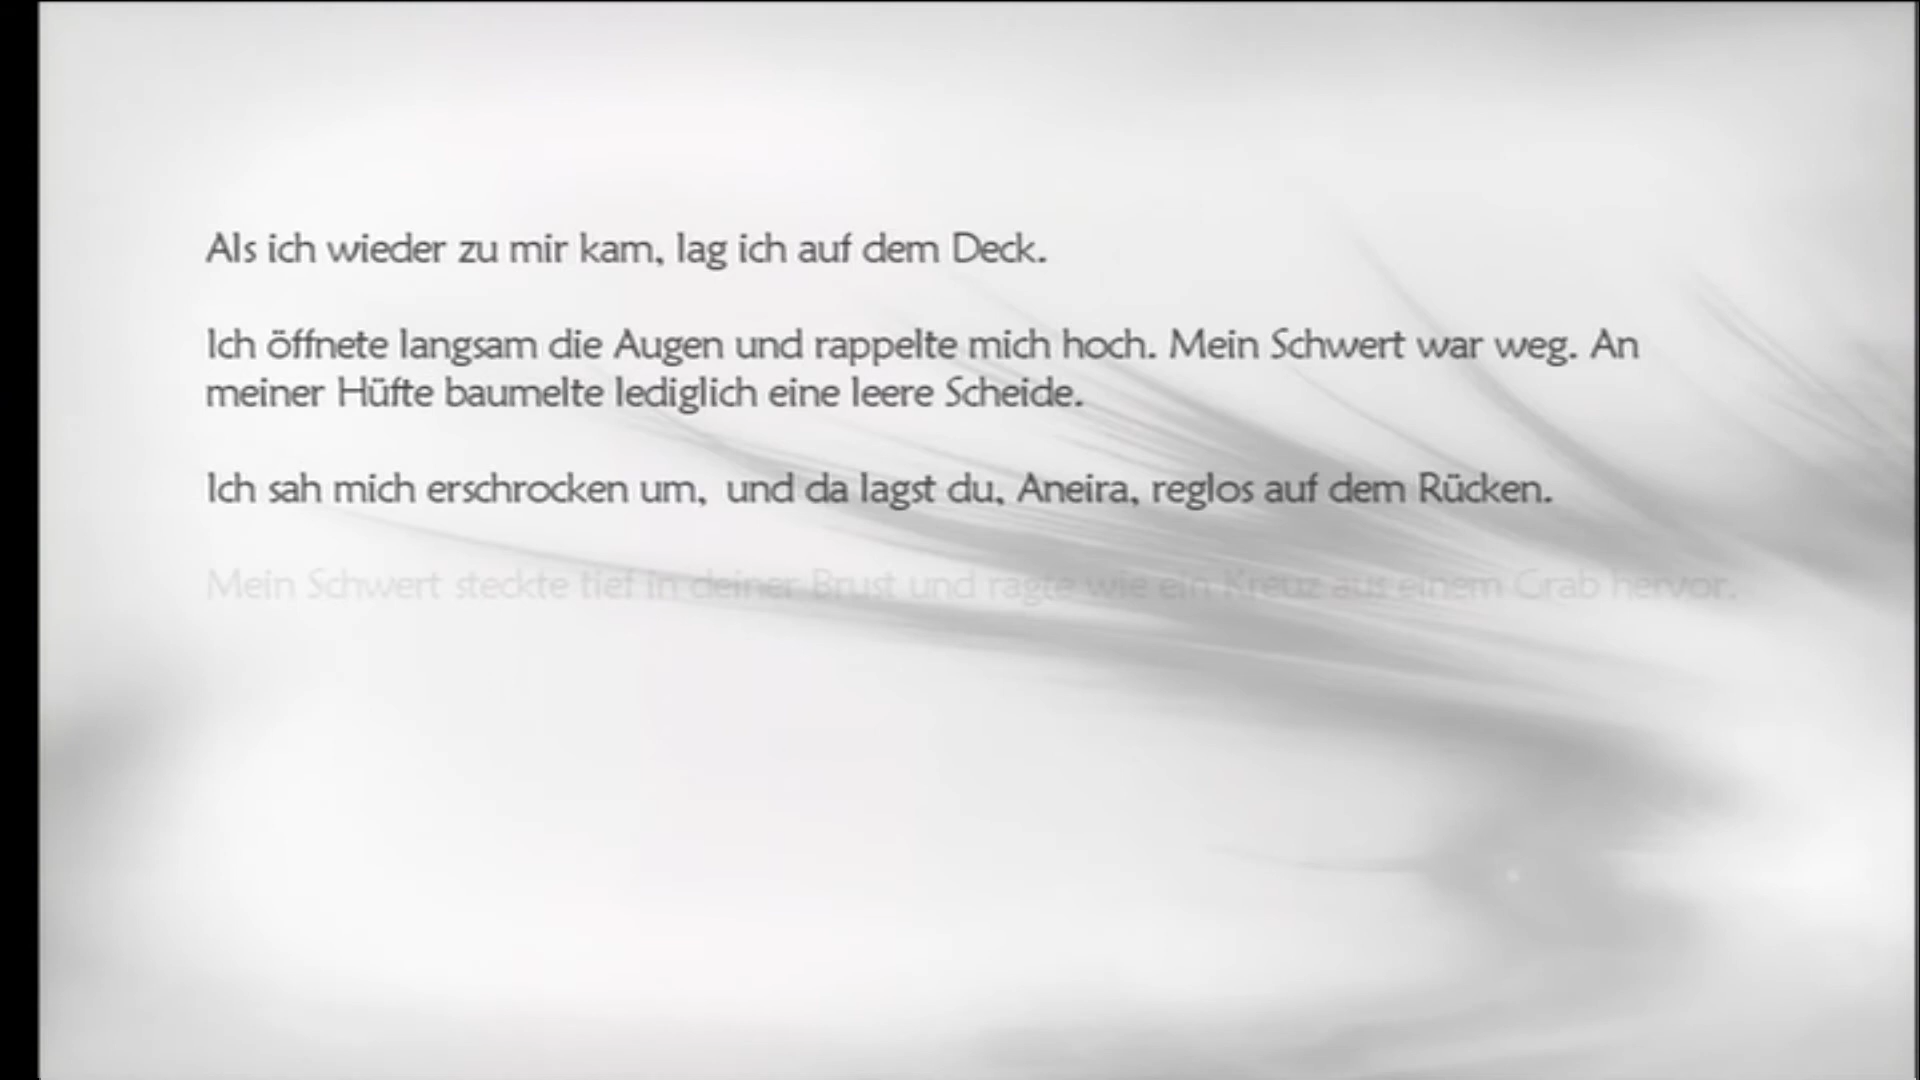 Als ich wieder zu mir kam, lag ich auf dem Deck.
Ich öffnete langsam die Augen und rappelte mich hoch. Mein Schwert war weg. An
meiner Hüfte baumelte lediglich eine leere Scheide.
Ich sah mich erschrocken um,  und da lagst du, Aneira, reglos auf dem Rücken.
Mein Schwert steckte tief in deiner Brust und ragte wie ein Kreuz aus einem Grab hervor.